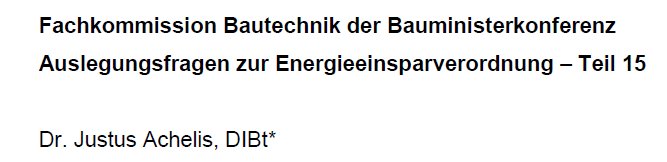 Fachkommission Bautechnik der Bauministerkonferenz
Auslegungsfragen zur Energieeinsparverordnung – Teil 15
Dr. Justus Achelis, DIBt*